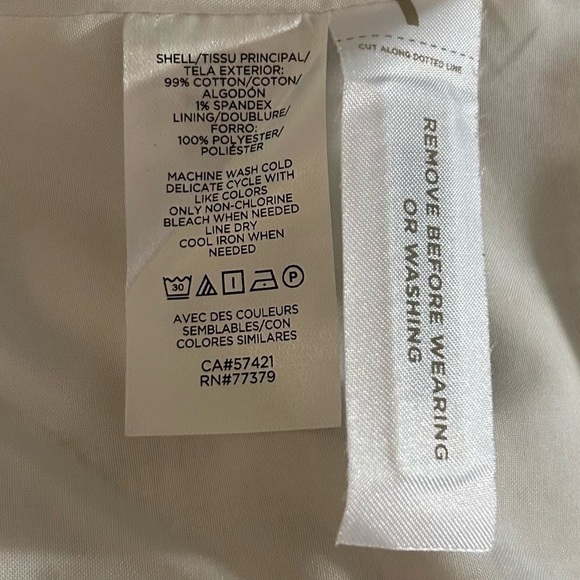 SHELL/TISSU PRINCIPAL/
TELA EXTERIOR:
99% COTTON/COTON/
ALGODÓN
1% SPANDEX
LINING/DOUBLURE/
FORRO:
100% POLYESTER/
POLIÉSTER
MACHINE WASH COLD
DELICATE CYCLE WITH
LIKE COLORS
ONLY NON-CHLORINE
BLEACH WHEN NEEDED
LINE DRY
COOL IRON WHEN
NEEDED
30
P
AVEC DES COULEURS
SEMBLABLES/CON
COLORES SIMILARES
CA#57421
RN#77379
CUT ALONG DOTTED LINE
REMOVE BEFORE WEARING
OR WASHING